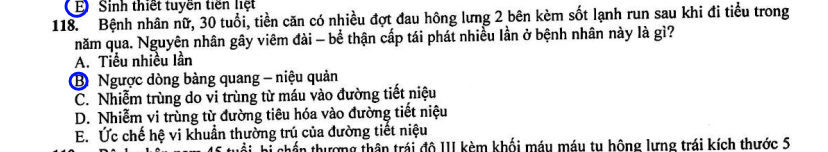 E Sinh thiết tuyến tiền liệt
118. Bệnh nhân nữ, 30 tuổi, tiền căn có nhiều đợt đau hông lưng 2 bên kèm sốt lạnh run sau khi đi tiểu trong
năm qua. Nguyên nhân gây viêm đài – bể thận cấp tái phát nhiều lần ở bệnh nhân này là gì?
A. Tiểu nhiều lần
B Ngược dòng bàng quang – niệu quản
C. Nhiễm trùng do vi trùng từ máu vào đường tiết niệu
D. Nhiễm vi trùng từ đường tiêu hóa vào đường tiết niệu
E. Ức chế hệ vi khuẩn thường trú của đường tiết niệu
45 tuổi, bị chấn thương thận trái độ III kèm khối máu máu tụ hông lưng trái kích thước 5